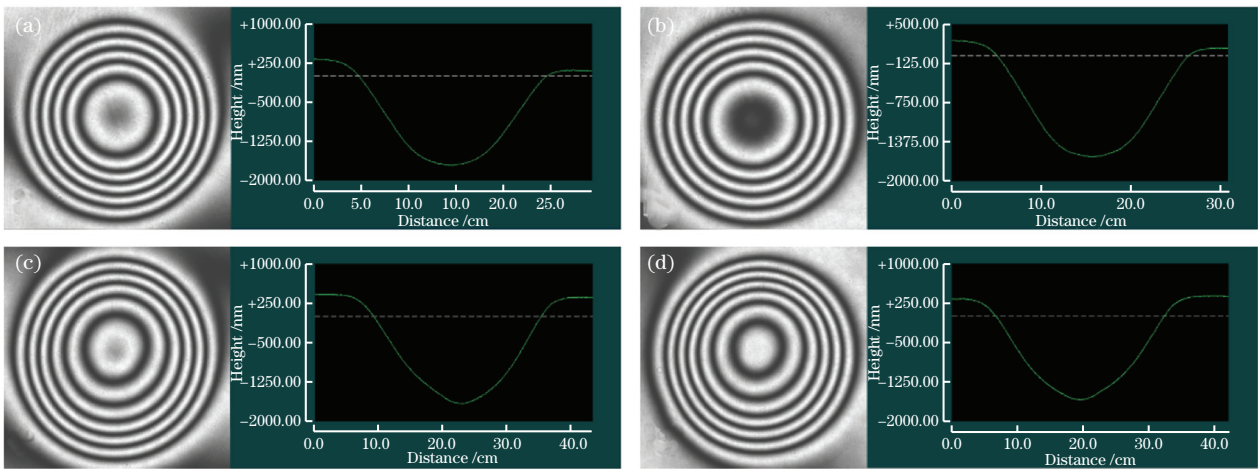 (a)
Height /nm
+1000.00
+250.00
−500.00
−1250.00
−2000.00
0.0 5.0 10.0 10.0 20.0 25.0
Distance /cm
(b)
Height /nm
+500.00
−125.00
−750.00
−1375.00
−2000.00
0.0 10.0 20.0 30.0
Distance /cm
(c)
Height /nm
+1000.00
+250.00
−500.00
−1250.00
−2000.00
0.0 10.0 20.0 30.0 40.0
Distance /cm
(d)
Height /nm
+1000.00
+250.00
−500.00
−1250.00
−2000.00
0.0 10.0 20.0 30.0 40.0
Distance /cm